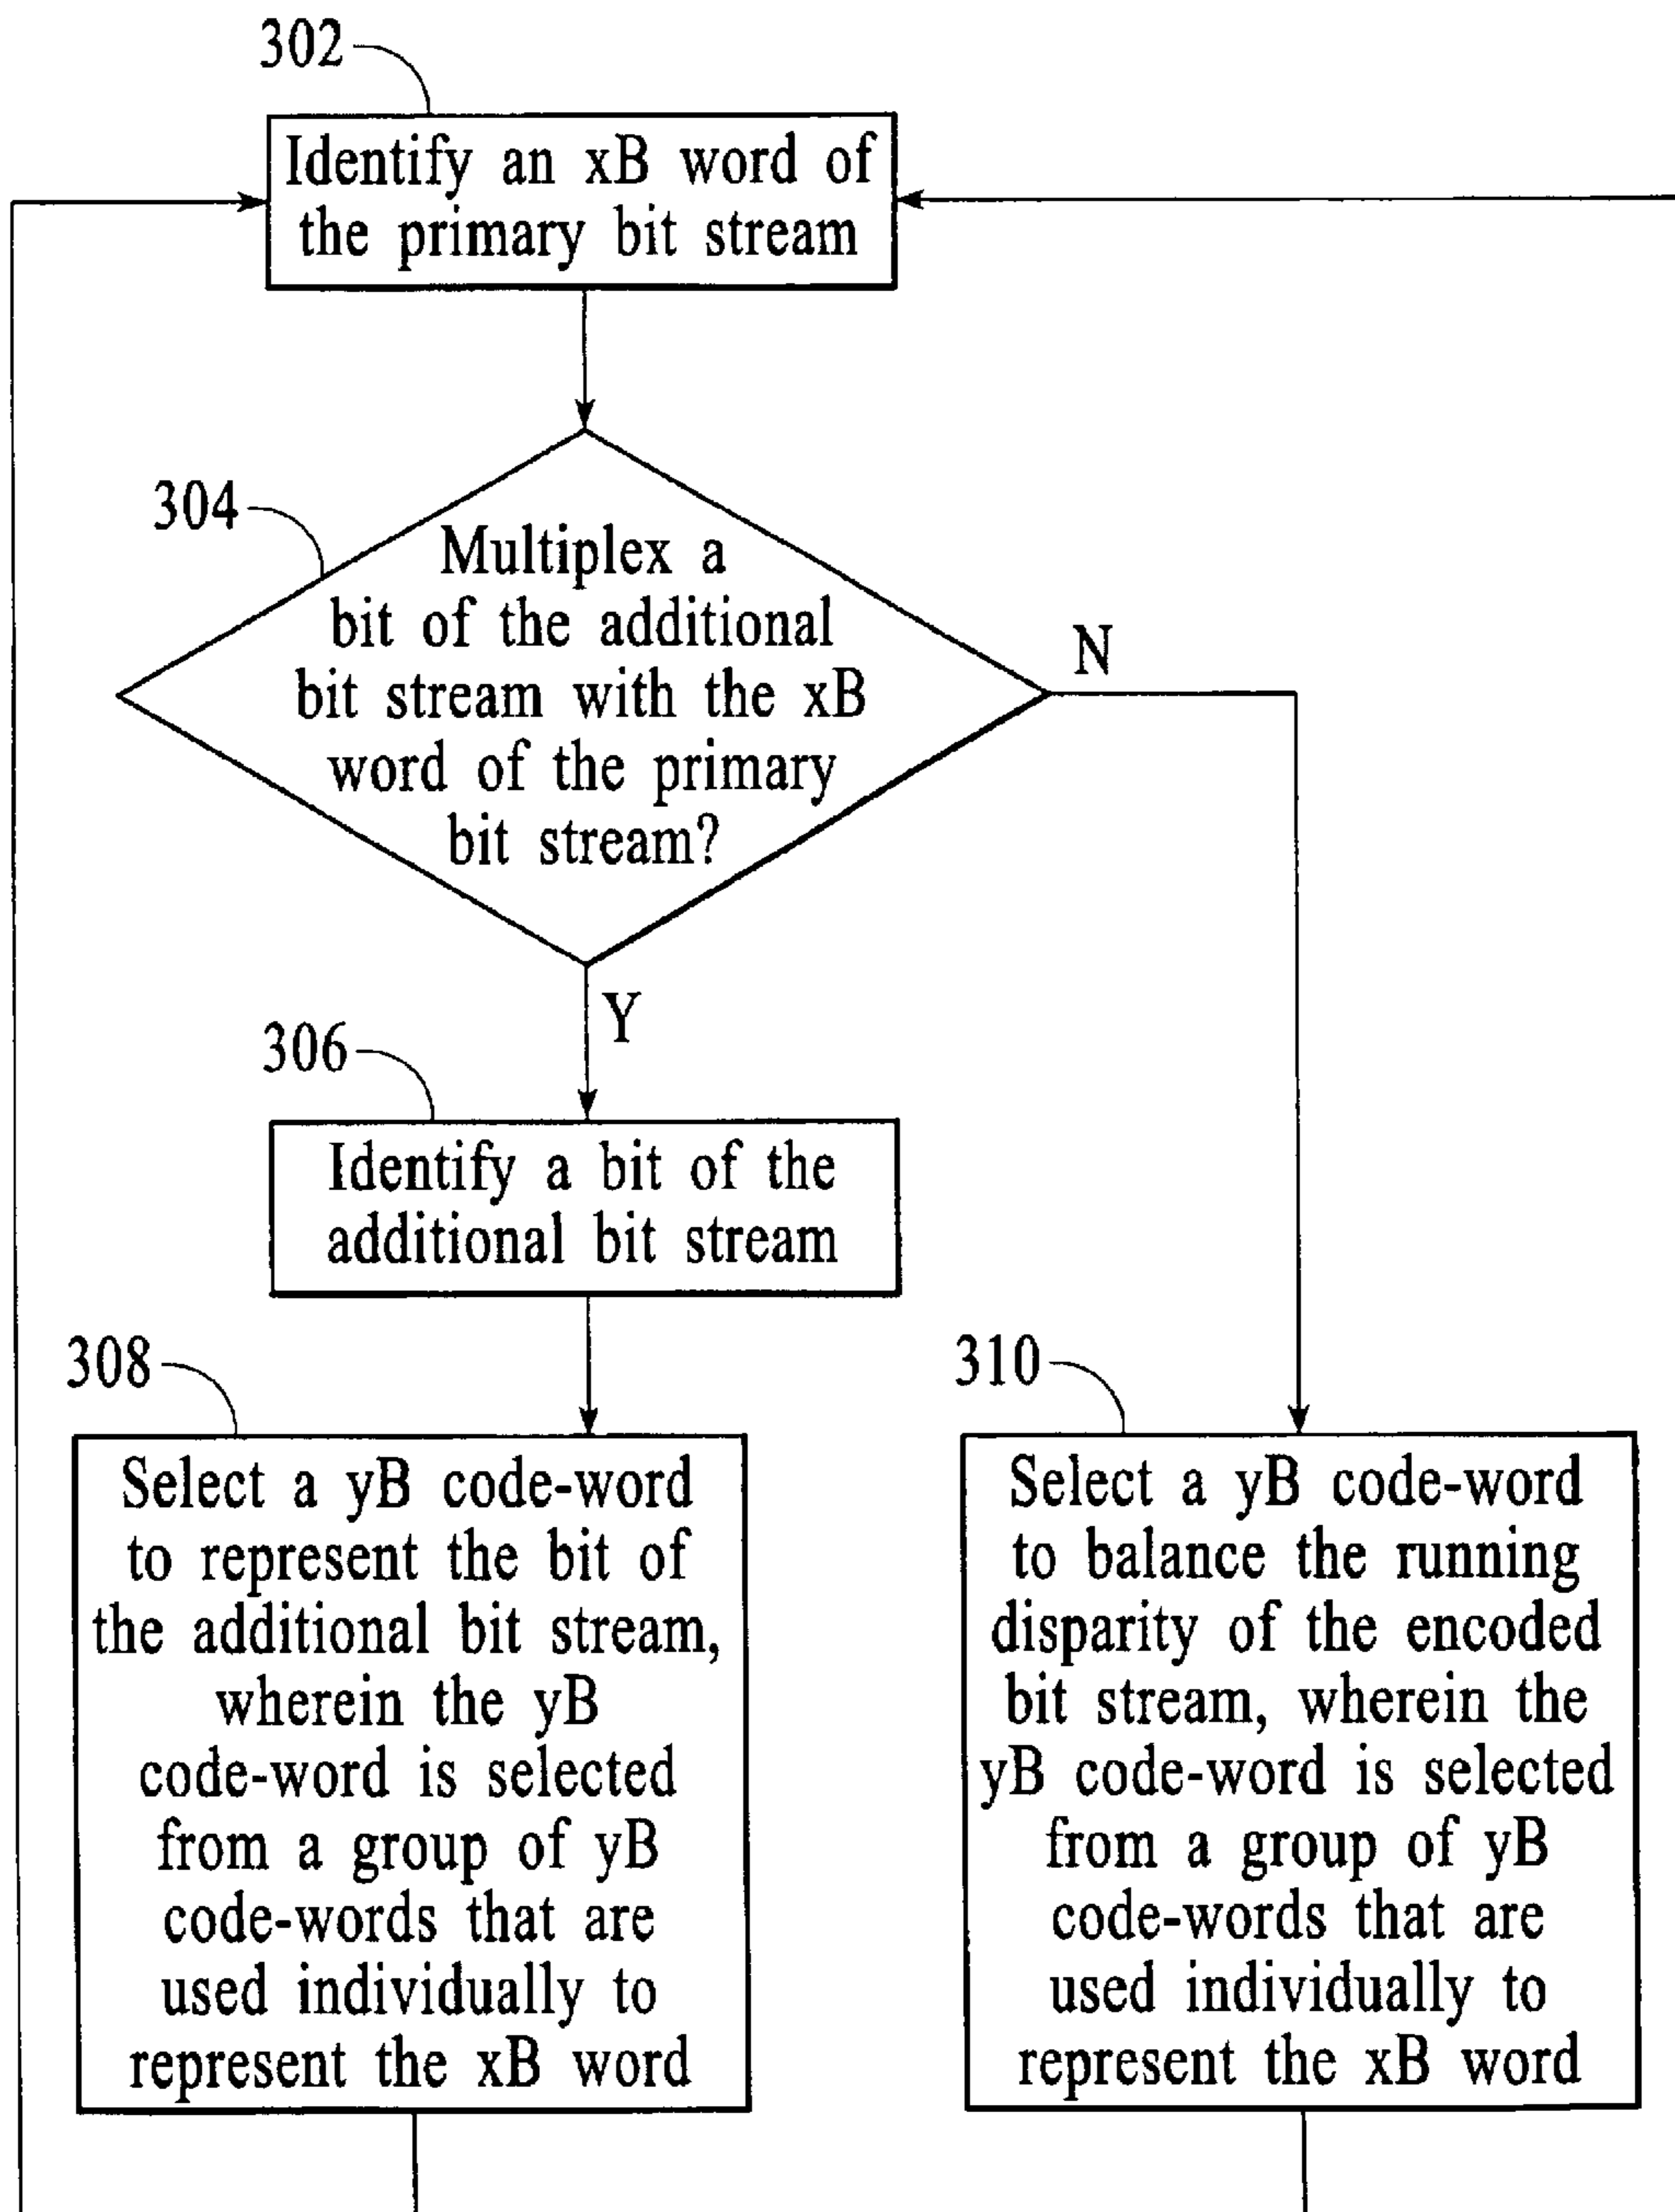 302
Identify an xB word of
the primary bit stream
304
Multiplex a
bit of the additional
bit stream with the xB
word of the primary
bit stream?
N
Y
306
Identify a bit of the
additional bit stream
308
Select a yB code-word
to represent the bit of
the additional bit stream,
wherein the yB
code-word is selected
from a group of yB
code-words that are
used individually to
represent the xB word
310
Select a yB code-word
to balance the running
disparity of the encoded
bit stream, wherein the
yB code-word is selected
from a group of yB
code-words that are
used individually to
represent the xB word